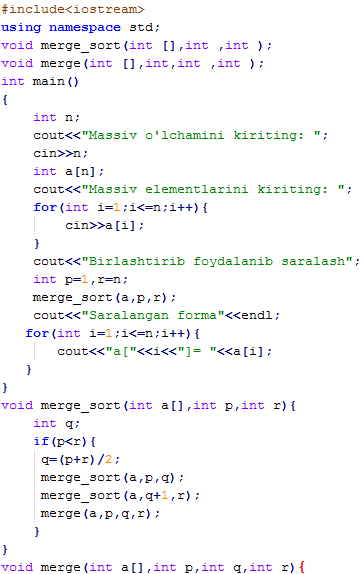 #include<iostream>
using namespace std;
void merge_sort(int [],int ,int );
void merge(int [],int,int ,int );
int main()
{
    int n;
    cout<<"Massiv o'lchamini kiriting: ";
    cin>>n;
    int a[n];
    cout<<"Massiv elementlarini kiriting: ";
    for(int i=1;i<=n;i++){
        cin>>a[i];
    }
    cout<<"Birlashtirib foydalanib saralash";
    int p=1,r=n;
    merge_sort(a,p,r);
    cout<<"Saralangan forma"<<endl;
   for(int i=1;i<=n;i++){
       cout<<"a["<<i<<"]= "<<a[i];
   }
}
void merge_sort(int a[],int p,int r){
    int q;
    if(p<r){
     q=(p+r)/2;
     merge_sort(a,p,q);
     merge_sort(a,q+1,r);
     merge(a,p,q,r);
    }
}
void merge(int a[],int p,int q,int r){